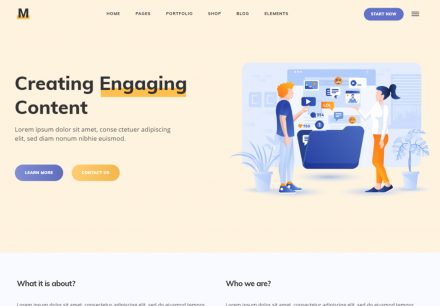 M
HOME PAGES PORTFOLIO SHOP BLOG ELEMENTS START NOW
Creating Engaging
Content
Lorem ipsum dolor sit amet, conse ctetuer adipiscing
elit, sed diam nonum nibhie euismod.
LEARN MORE CONTACT US
What it is about? Who we are?
Lorem ipsum dolor sit amet, consectetur adipiscing elit, sed do eiusmod tempor Lorem ipsum dolor sit amet, consectetur adipiscing elit, sed do eiusmod tempor